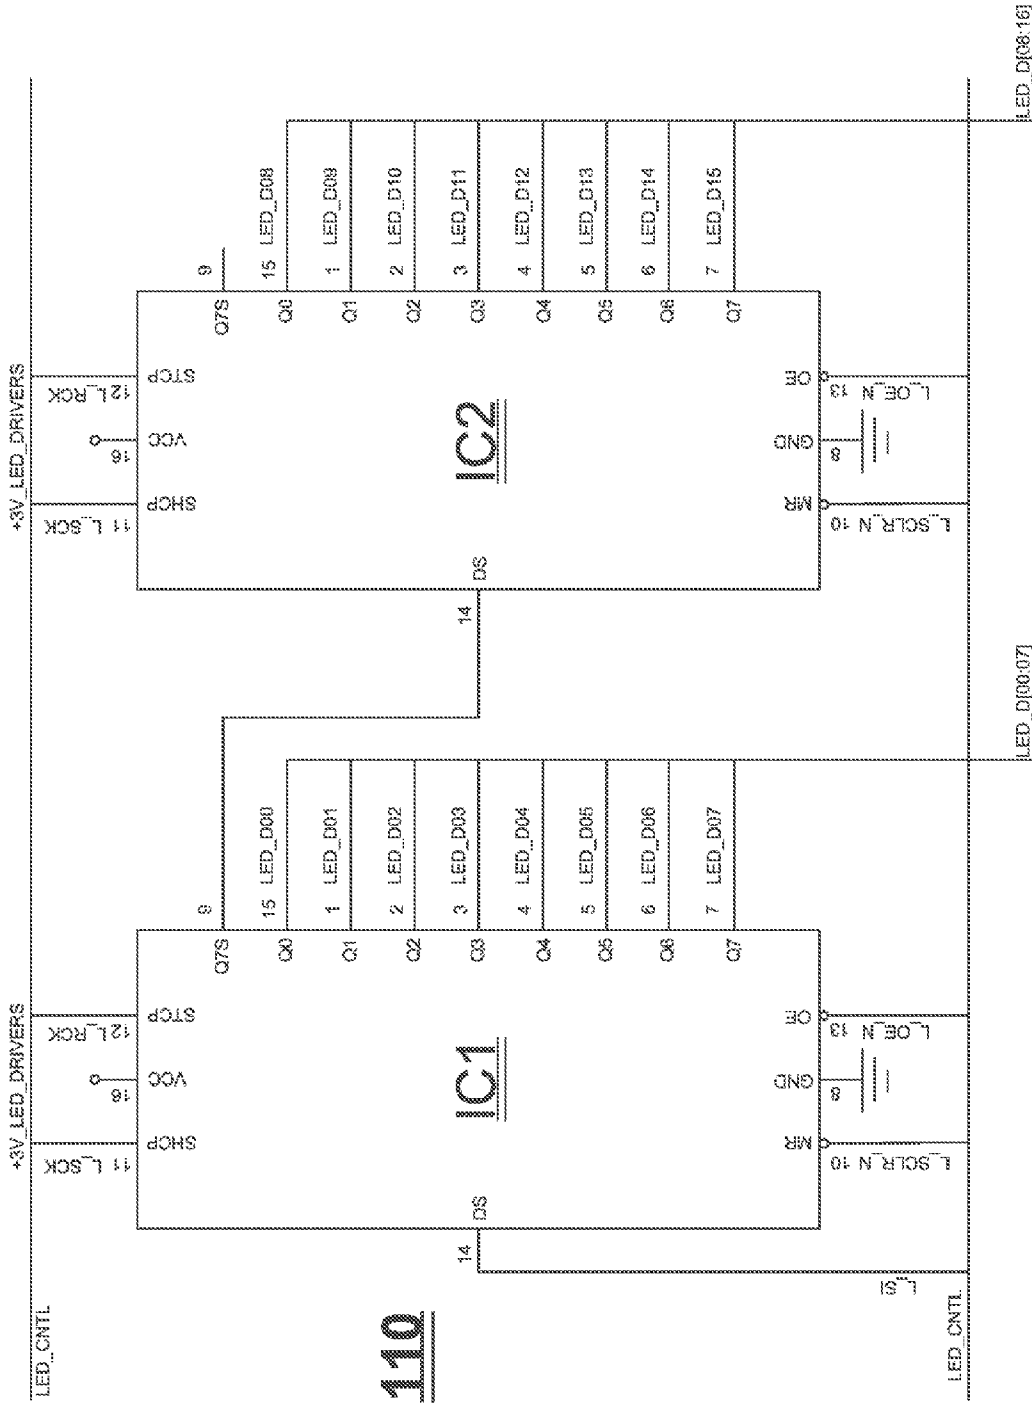 LED_CNTL
+3V_LED_DRIVERS
+3V_LED_DRIVERS
11 L_SCK
16
12 L_RCK
SHCP
VCC
STCP
Q7S
9
Q0
15 LED_D00
Q1
1 LED_D01
Q2
2 LED_D02
Q3
3 LED_D03
Q4
4 LED_D04
Q5
5 LED_D05
Q6
6 LED_D06
Q7
7 LED_D07
14
DS
IC1
MR
GND
OE
L_SCLR_N 10
8
L_OE_N 13
L_SI
LED_D[00:07]
11 L_SCK
16
12 L_RCK
SHCP
VCC
STCP
Q7S
9
Q0
15 LED_D08
Q1
1 LED_D09
Q2
2 LED_D10
Q3
3 LED_D11
Q4
4 LED_D12
Q5
5 LED_D13
Q6
6 LED_D14
Q7
7 LED_D15
14
DS
IC2
MR
GND
OE
L_SCLR_N 10
8
L_OE_N 13
LED_D[08:16]
LED_CNTL
110